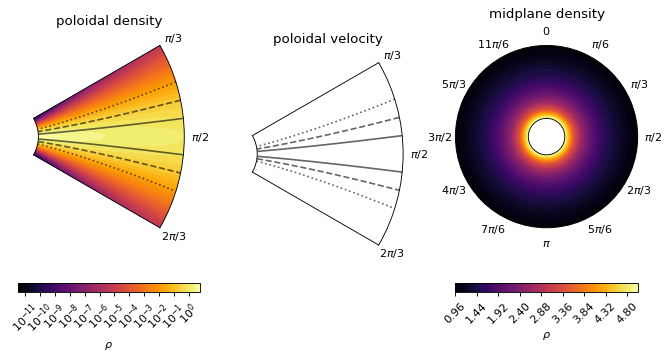 poloidal density
π/3
π/2
2π/3
10⁻¹¹
10⁻¹⁰
10⁻⁹
10⁻⁸
10⁻⁷
10⁻⁶
10⁻⁵
10⁻⁴
10⁻³
10⁻²
10⁻¹
10⁰
ρ
poloidal velocity
π/3
π/2
2π/3
midplane density
0
π/6
π/3
π/2
2π/3
5π/6
π
7π/6
4π/3
3π/2
5π/3
11π/6
0.96
1.44
1.92
2.40
2.88
3.36
3.84
4.32
4.80
ρ